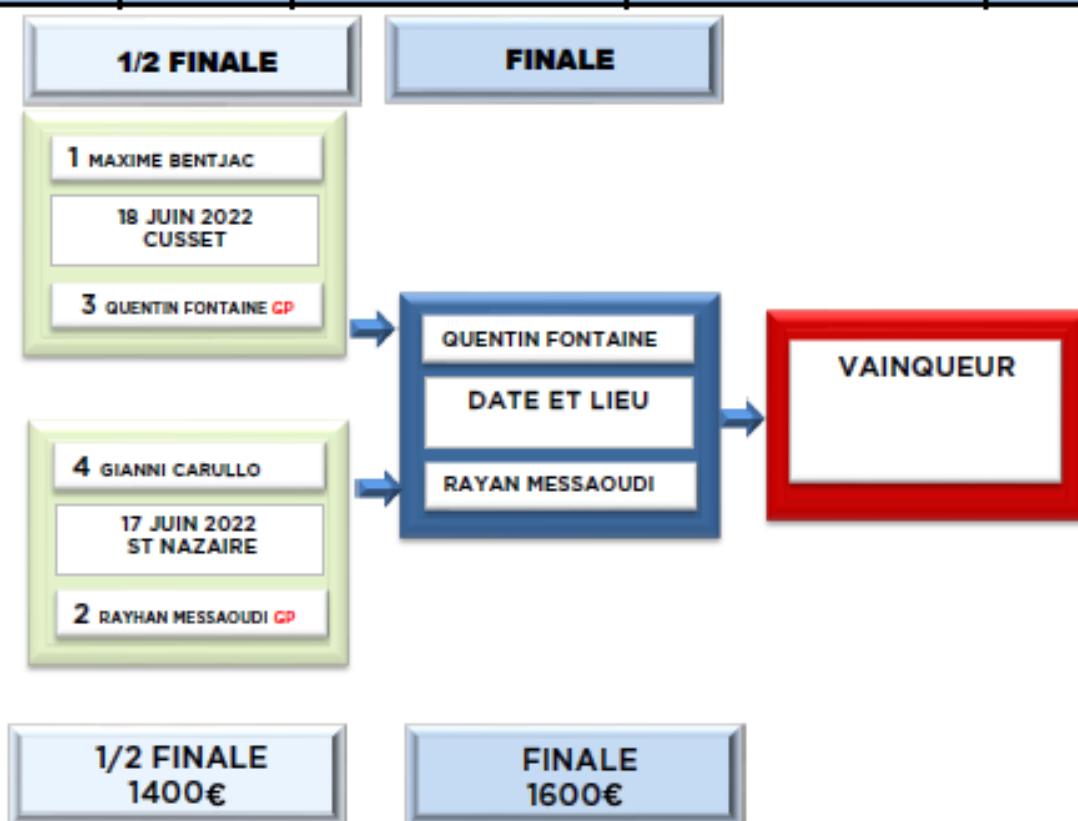 1/2 FINALE
FINALE
1 MAXIME BENTJAC
18 JUIN 2022
CUSSET
3 QUENTIN FONTAINE GP
4 GIANNI CARULLO
17 JUIN 2022
ST NAZAIRE
2 RAYHAN MESSAOUDI GP
QUENTIN FONTAINE
DATE ET LIEU
RAYAN MESSAOUDI
VAINQUEUR
1/2 FINALE
1400€
FINALE
1600€